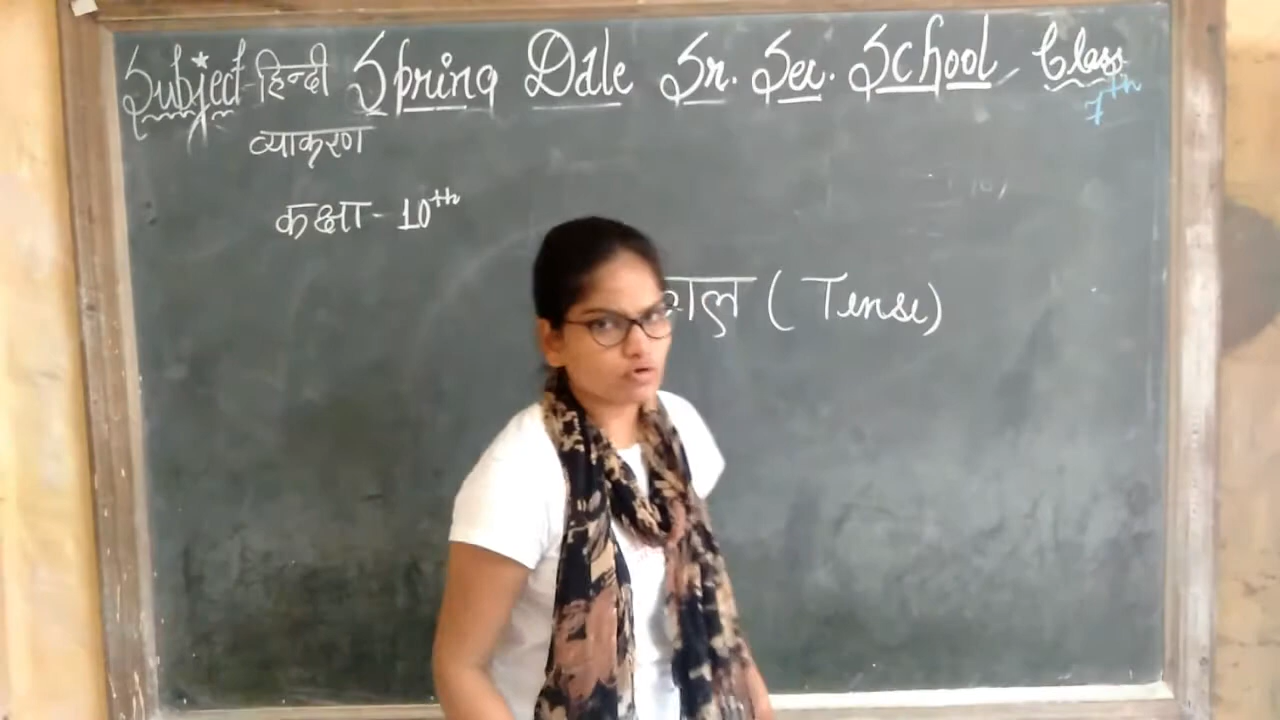 Subject - हिन्दी Spring Dale Sr. Sec. School Class
7th
व्याकरण
कक्षा - 10th
काल ( Tense)